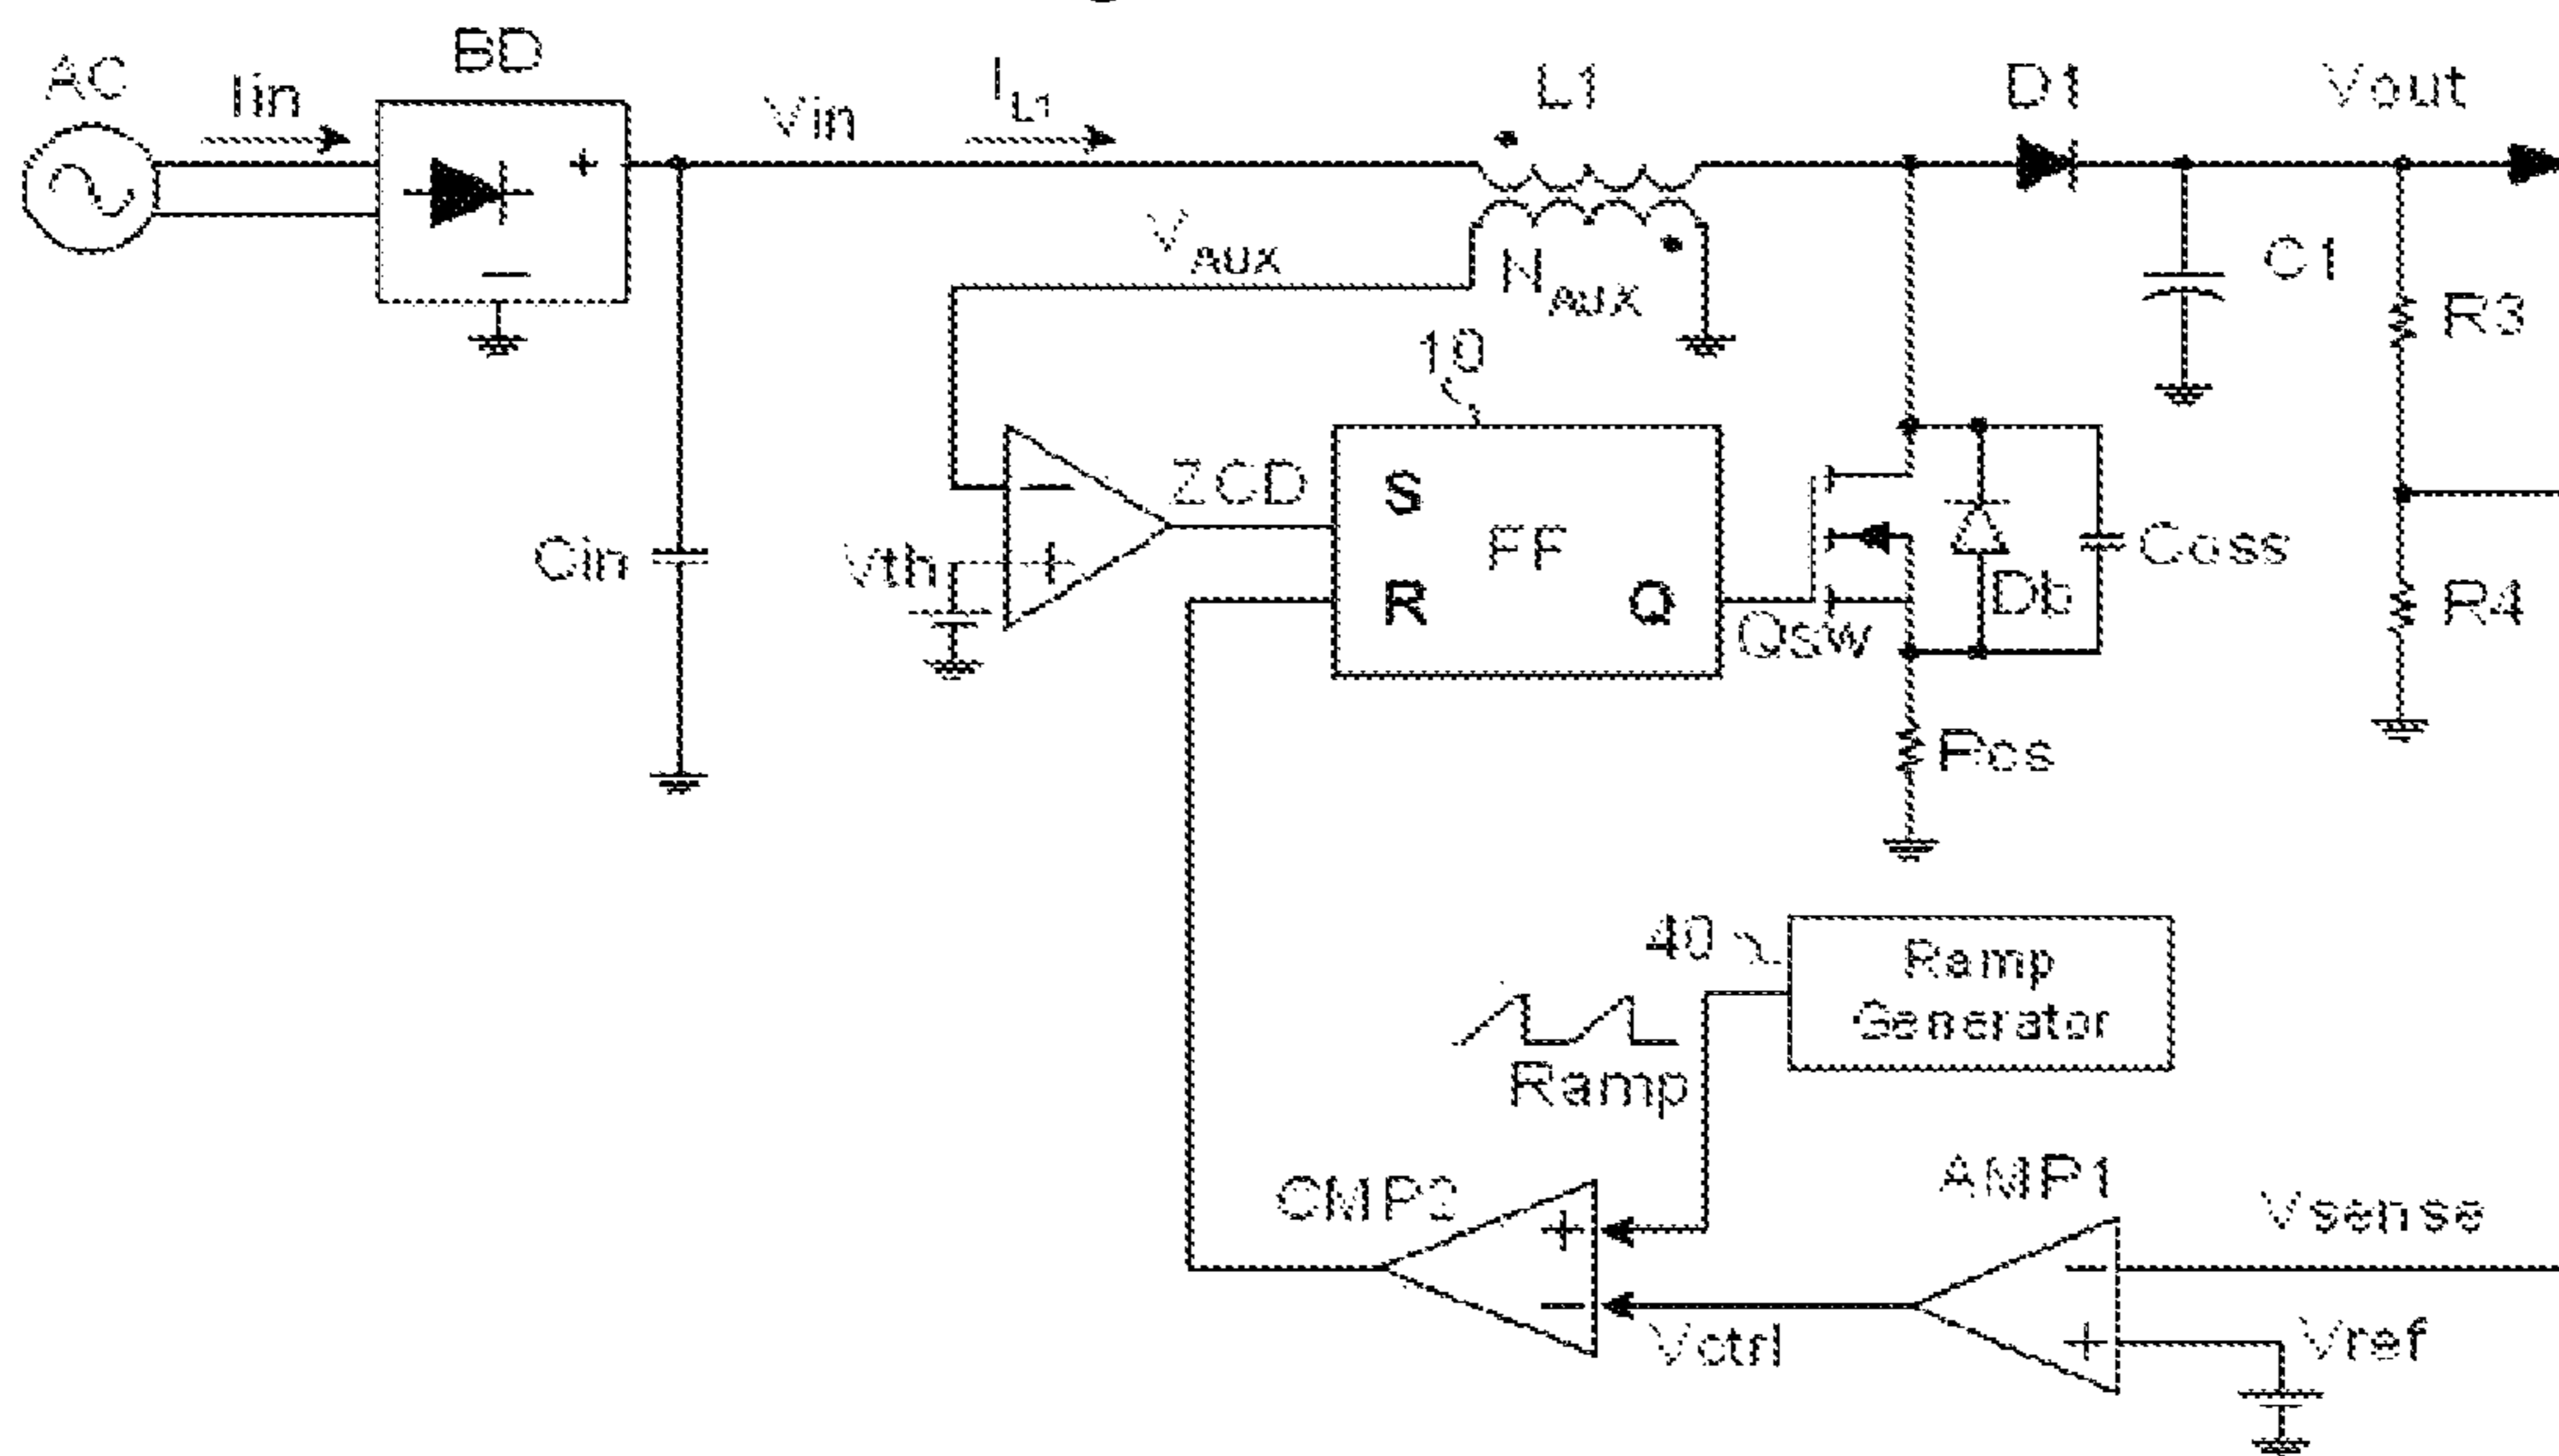 AC
Iin
BD
+
−
Vin
IL1
L1
D1
Vout
VAUX
NAUX
C1
R3
10
ZCD
S
FF
R
Q
Qsw
Db
Coss
R4
Cin
Vth
−
+
Rcs
40
Ramp
Generator
Ramp
CMP2
+
−
Vctrl
AMP1
−
+
Vsense
Vref